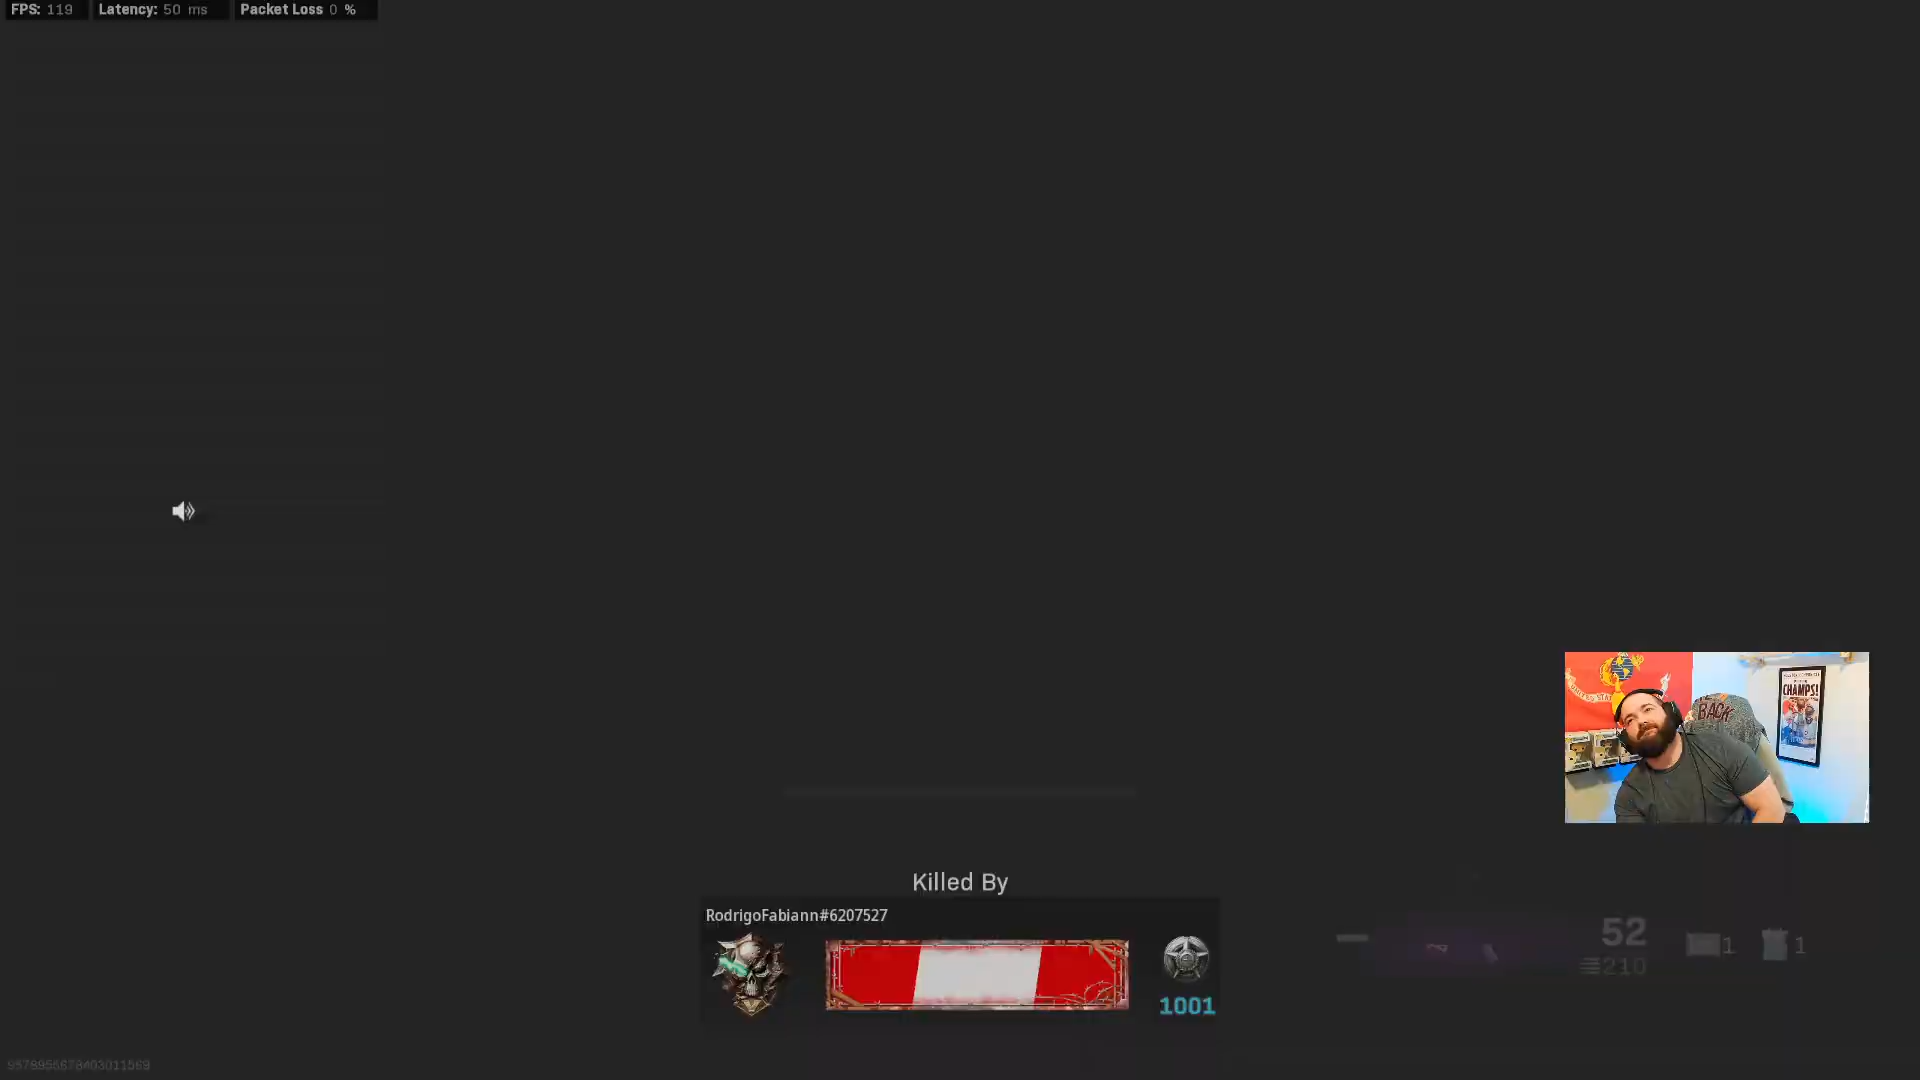 FPS: 119 Latency: 50 ms Packet Loss 0 %
CHAMPS!
BACK
Killed By
RodrigoFabiann#6207527
52
1
1
210
1001